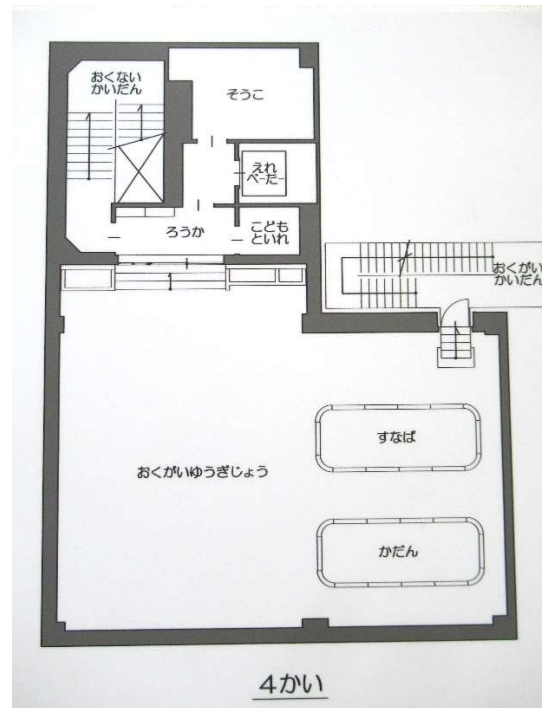 おくない
かいだん
そうこ
えれ
べーたー
ろうか
こども
といれ
おくがい
かいだん
すなば
おくがいゆうぎじょう
かだん
4かい